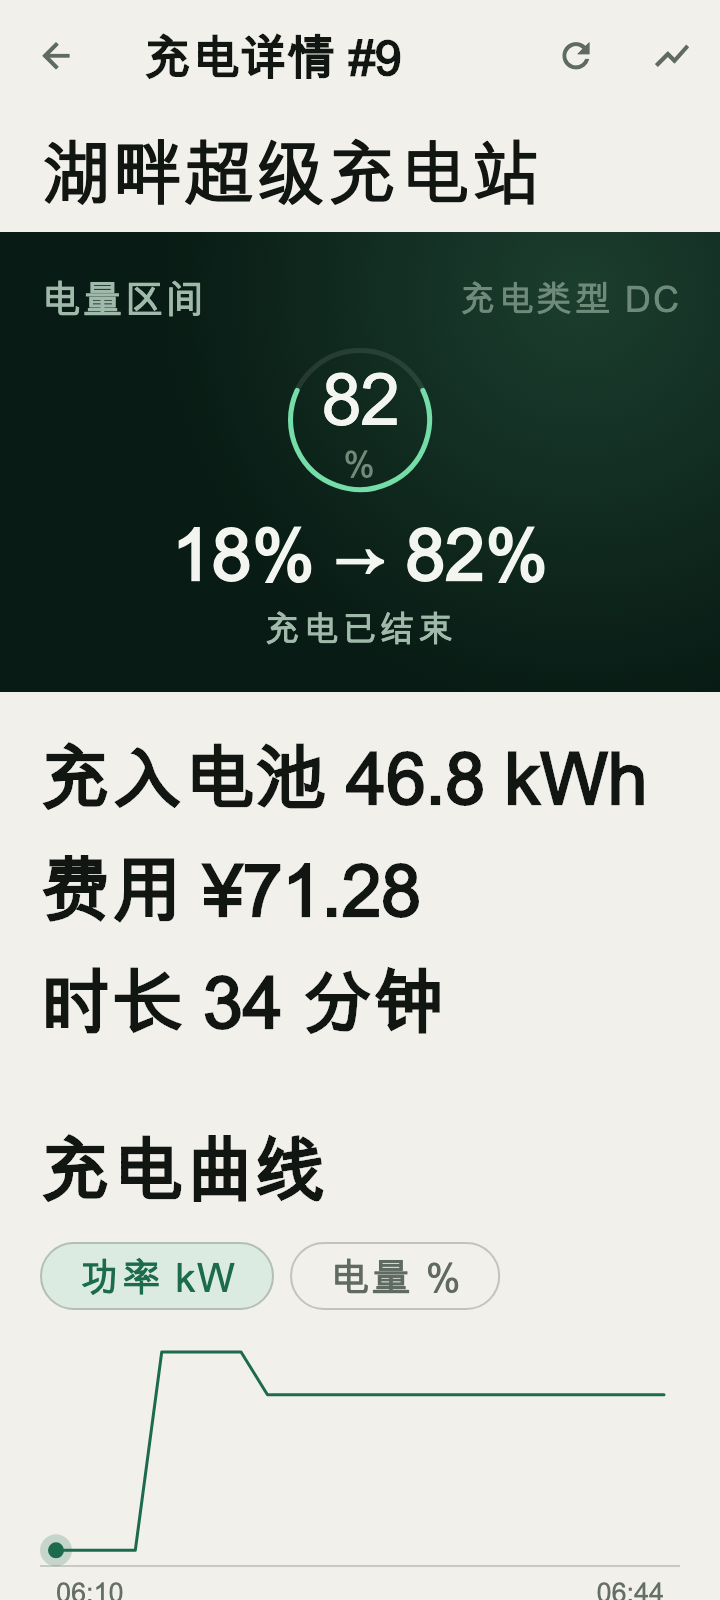 充电详情 #9
湖畔超级充电站
电量区间
充电类型 DC
82
%
18% → 82%
充电已结束
充入电池 46.8 kWh
费用 ¥71.28
时长 34 分钟
充电曲线
功率 kW
电量 %
06:10
06:44